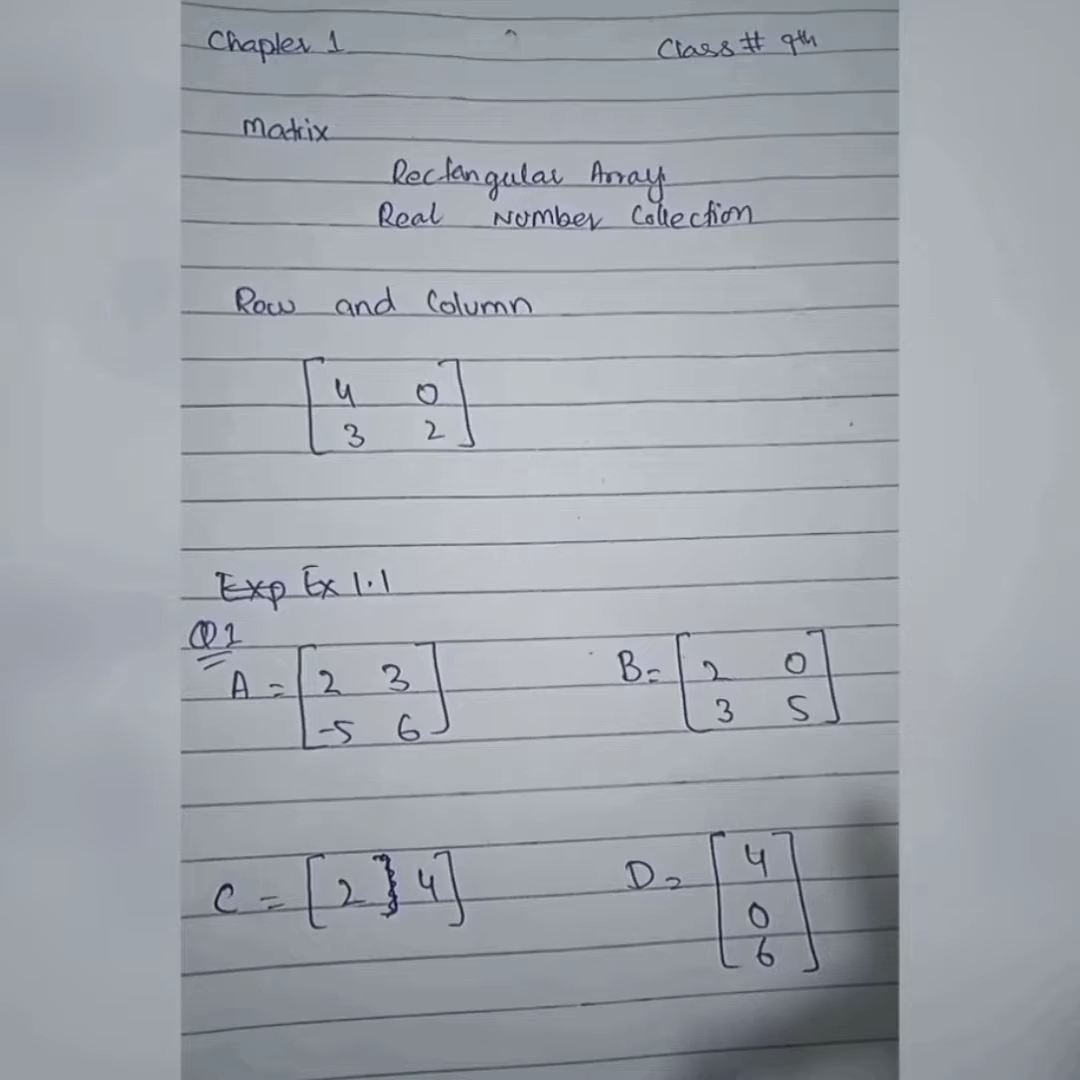 Chapter 1 Class # 9th
Matrix
Rectangular Array
Real Number Collection
Row and Column
[4 0
3 2]
Exp Ex 1.1
Q1
A = [2 3
-5 6]
B = [2 0
3 5]
C = [2 4]
D = [4
0
6]